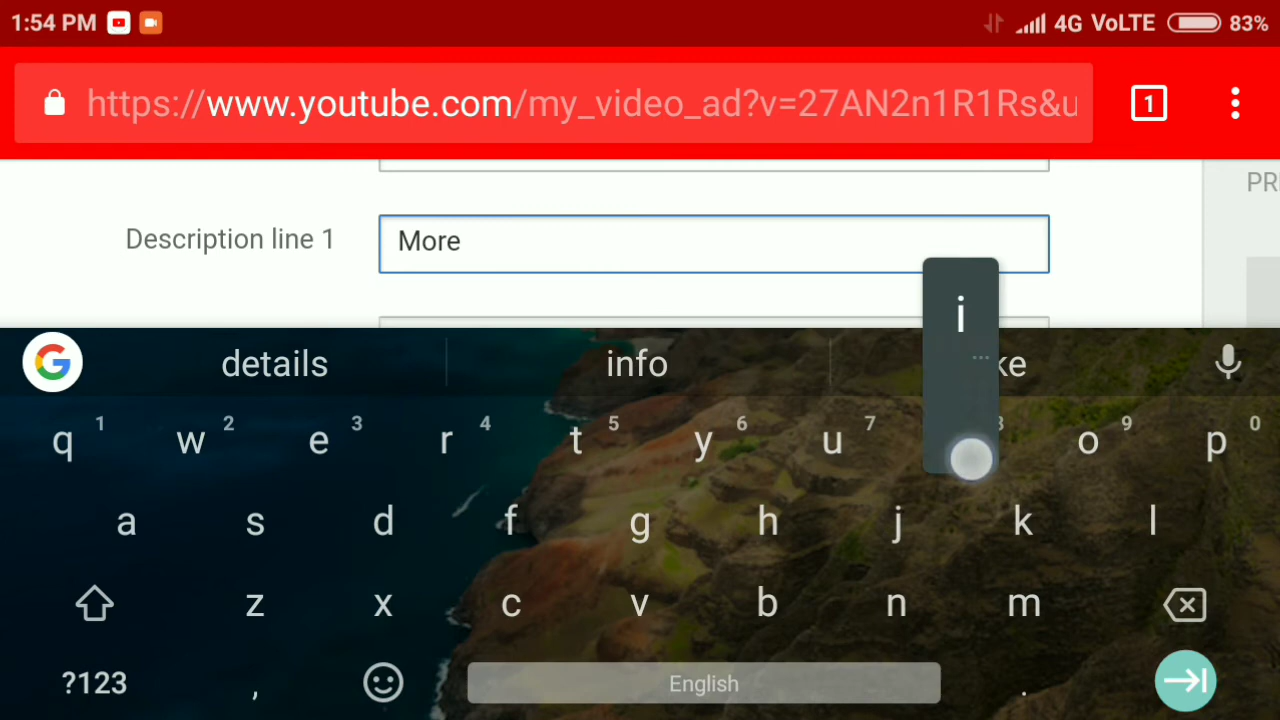 1:54 PM 4G VoLTE 83%
https://www.youtube.com/my_video_ad?v=27AN2n1R1Rs&u 1
PR
Description line 1 More
i
details info ke
q 1 w 2 e 3 r 4 t 5 y 6 u 7 8 o 9 p 0
a s d f g h j k l
z x c v b n m
?123 , English .